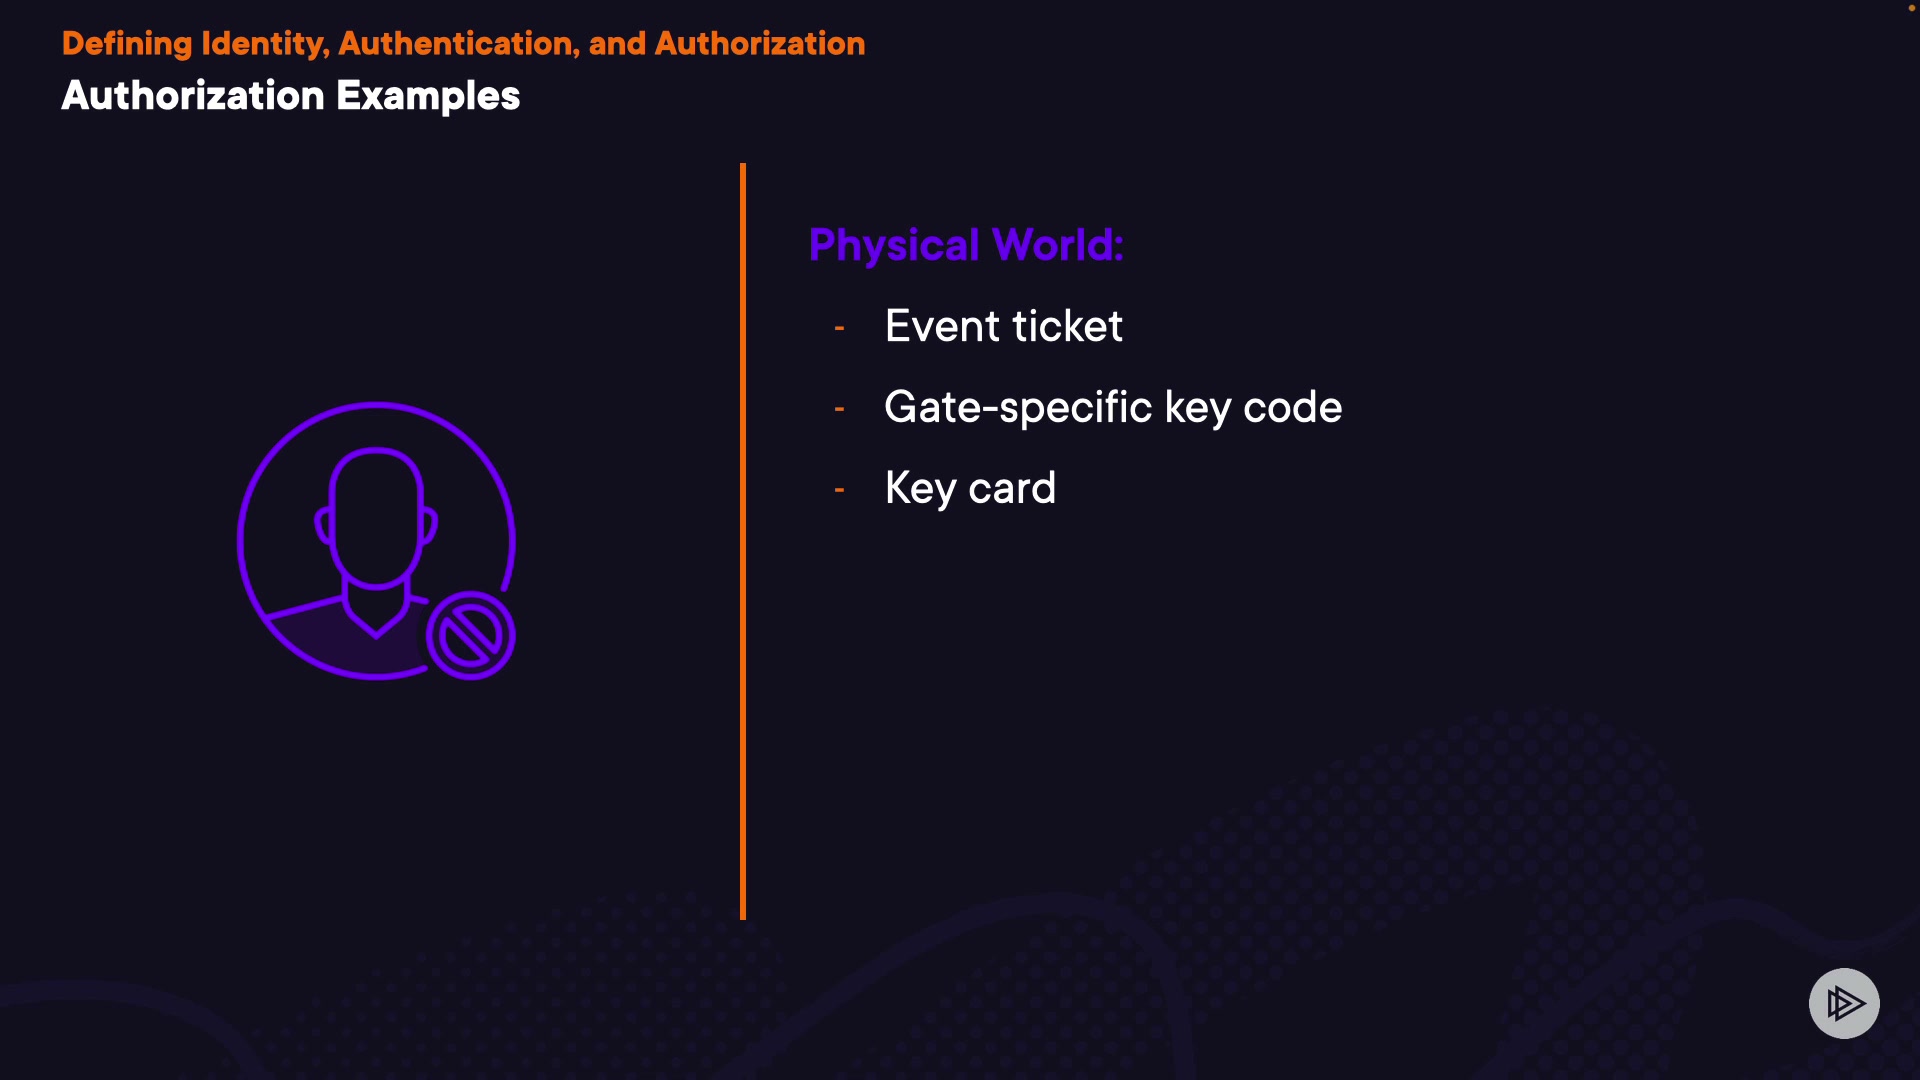 Defining Identity, Authentication, and Authorization
Authorization Examples
Physical World:
- Event ticket
- Gate-specific key code
- Key card